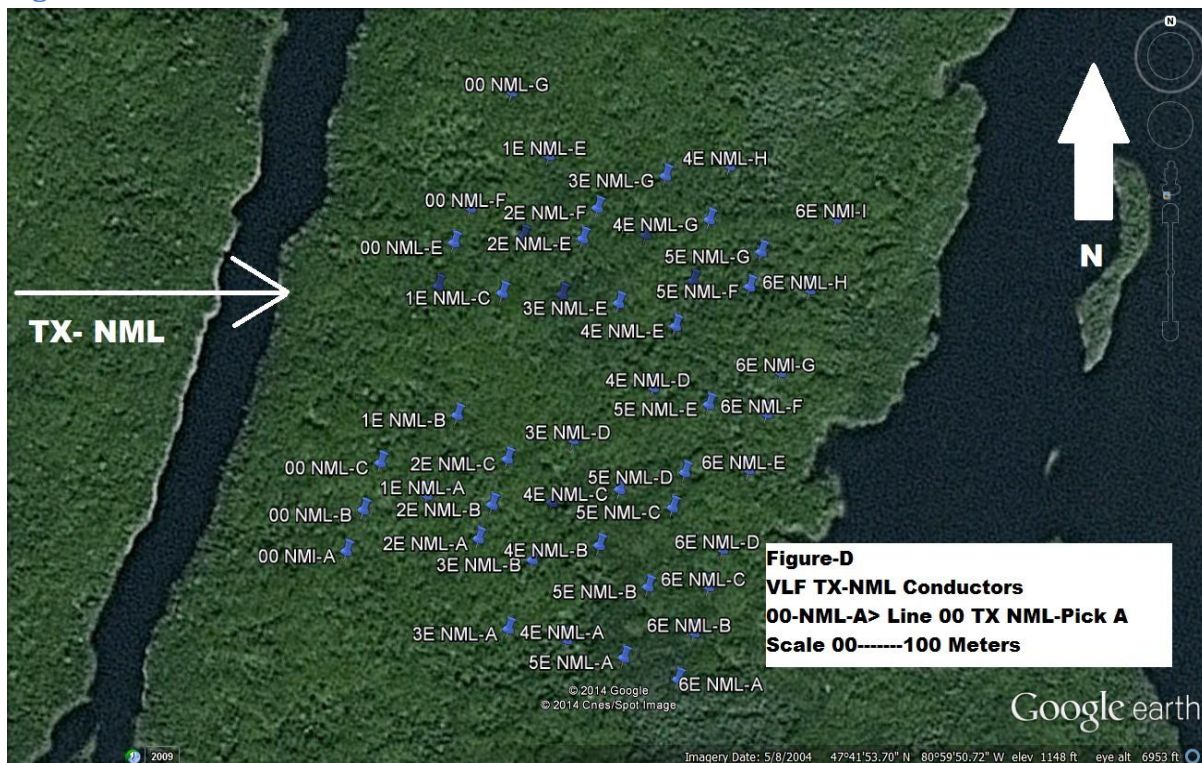 N
00 NML-G
1E NML-E
4E NML-H
3E NML-G
00 NML-F
2E NML-F
4E NML-G
6E NMI-I
00 NML-E
2E NML-E
5E NML-G
N
1E NML-C
3E NML-E
5E NML-F
6E NML-H
TX- NML
4E NML-E
6E NMI-G
4E NML-D
5E NML-E
6E NML-F
1E NML-B
3E NML-D
00 NML-C
2E NML-C
6E NML-E
5E NML-D
1E NML-A
4E NML-C
00 NML-B
2E NML-B
5E NML-C
00 NMI-A
2E NML-A
4E NML-B
6E NML-D
3E NML-B
Figure-D
VLF TX-NML Conductors
00-NML-A> Line 00 TX NML-Pick A
Scale 00-------100 Meters
5E NML-B
6E NML-C
3E NML-A
4E NML-A
6E NML-B
5E NML-A
6E NML-A
© 2014 Google
© 2014 Cnes/Spot Image
Google earth
2009
Imagery Date: 5/8/2004 47°41'53.70" N 80°59'50.72" W elev 1148 ft eye alt 6953 ft